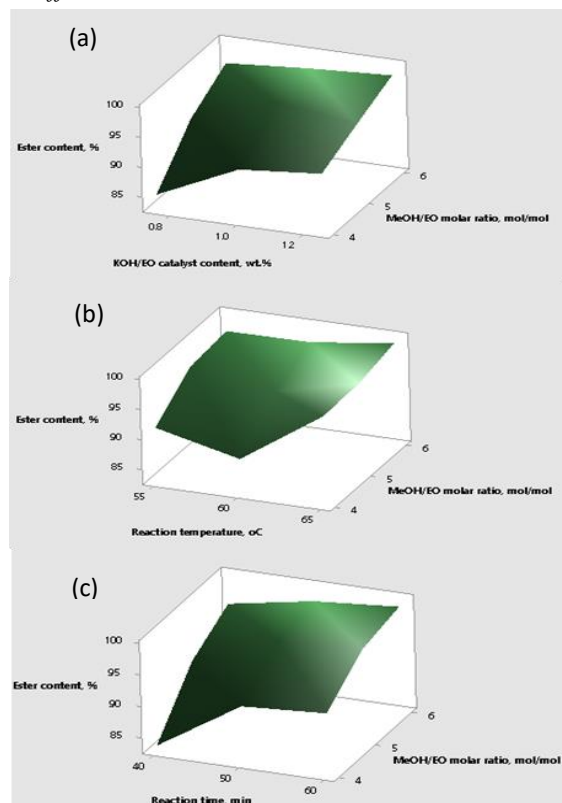 (a)
100
95
90
85
Ester content, %
0.8
1.0
1.2
KOH/EO catalyst content, wt.%
4
5
6
MeOH/EO molar ratio, mol/mol
(b)
100
95
90
85
Ester content, %
55
60
65
Reaction temperature, oC
4
5
6
MeOH/EO molar ratio, mol/mol
(c)
100
95
90
85
Ester content, %
40
50
60
Reaction time, min
4
5
6
MeOH/EO molar ratio, mol/mol